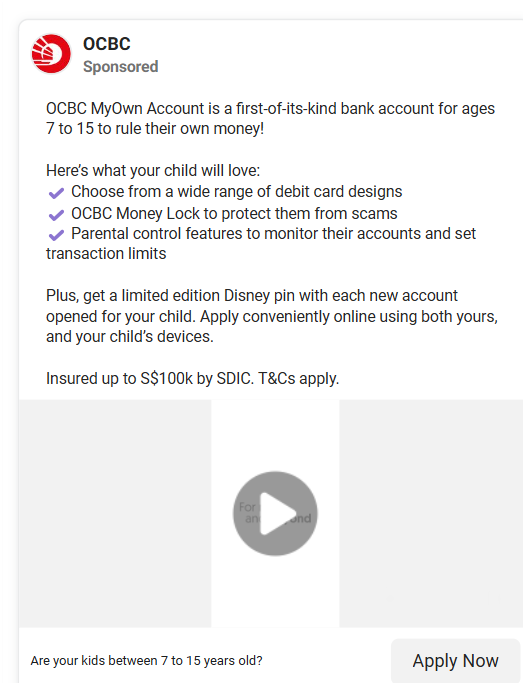 OCBC
Sponsored
OCBC MyOwn Account is a first-of-its-kind bank account for ages
7 to 15 to rule their own money!
Here’s what your child will love:
Choose from a wide range of debit card designs
OCBC Money Lock to protect them from scams
Parental control features to monitor their accounts and set
transaction limits
Plus, get a limited edition Disney pin with each new account
opened for your child. Apply conveniently online using both yours,
and your child’s devices.
Insured up to S$100k by SDIC. T&Cs apply.
For
Are your kids between 7 to 15 years old?
Apply Now